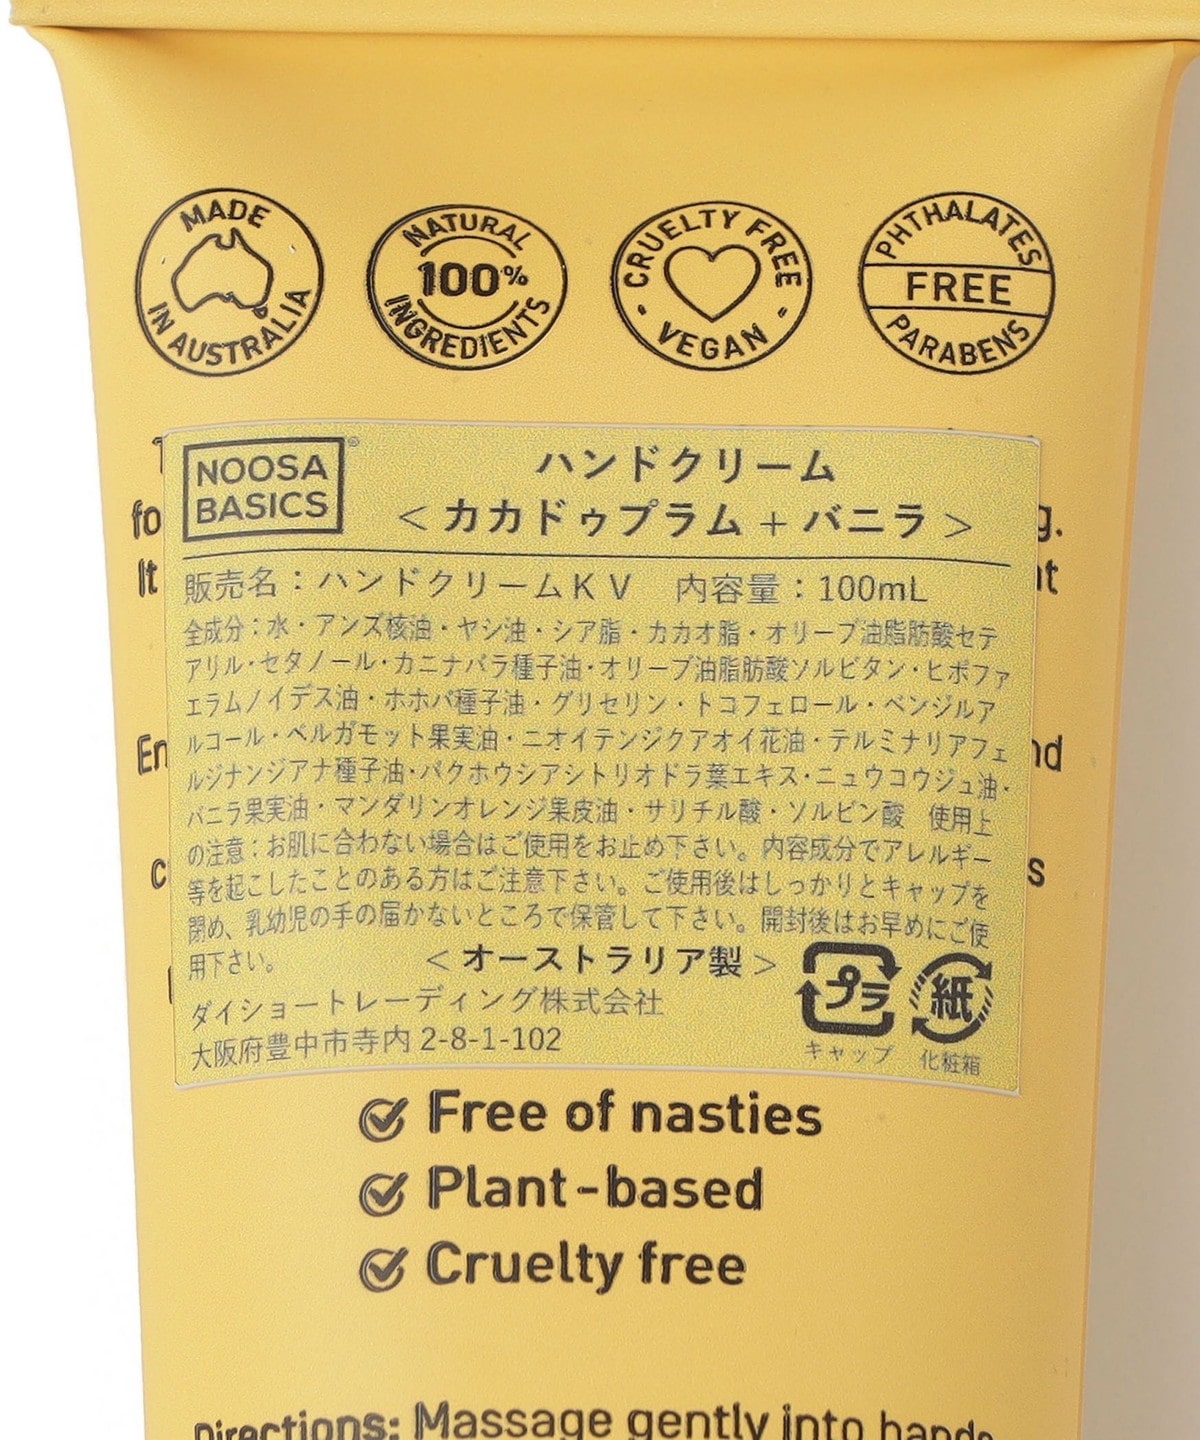 MADE IN AUSTRALIA
NATURAL 100% INGREDIENTS
CRUELTY FREE - VEGAN -
PHTHALATES FREE PARABENS
NOOSA
BASICS®
ハンドクリーム
<カカドゥプラム+バニラ>
販売名:ハンドクリームKV 内容量:100mL
全成分:水・アンズ核油・ヤシ油・シア脂・カカオ脂・オリーブ油脂肪酸セテ
アリル・セタノール・カニナバラ種子油・オリーブ油脂肪酸ソルビタン・ヒポファ
エラムノイデス油・ホホバ種子油・グリセリン・トコフェロール・ベンジルア
ルコール・ベルガモット果実油・ニオイテンジクアオイ花油・テルミナリアフェ
ルジナンジアナ種子油・バクホウシアシトリオドラ葉エキス・ニュウコウジュ油・
バニラ果実油・マンダリンオレンジ果皮油・サリチル酸・ソルビン酸 使用上
の注意:お肌に合わない場合はご使用をお止め下さい。内容成分でアレルギー
等を起こしたことのある方はご注意下さい。ご使用後はしっかりとキャップを
閉め、乳幼児の手の届かないところで保管して下さい。開封後はお早めにご使
用下さい。
<オーストラリア製>
ダイショートレーディング株式会社
大阪府豊中市寺内2-8-1-102
プラ
キャップ
紙
化粧箱
fo
It
En
Free of nasties
Plant-based
Cruelty free
Directions: Massage gently into hands